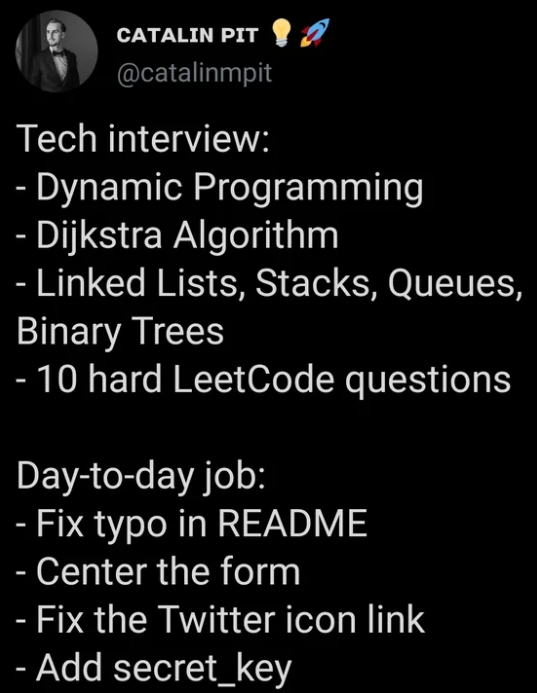 CATALIN PIT 💡🚀
@catalinmpit
Tech interview:
- Dynamic Programming
- Dijkstra Algorithm
- Linked Lists, Stacks, Queues,
Binary Trees
- 10 hard LeetCode questions
Day-to-day job:
- Fix typo in README
- Center the form
- Fix the Twitter icon link
- Add secret_key